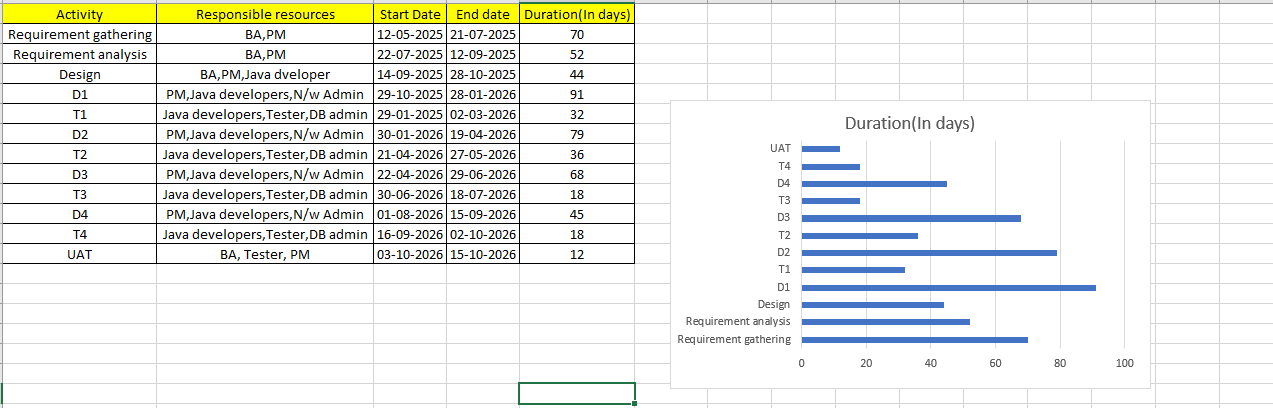 Activity Responsible resources Start Date End date Duration(In days)
Requirement gathering BA,PM 12-05-2025 21-07-2025 70
Requirement analysis BA,PM 22-07-2025 12-09-2025 52
Design BA,PM,Java dveloper 14-09-2025 28-10-2025 44
D1 PM,Java developers,N/w Admin 29-10-2025 28-01-2026 91
T1 Java developers,Tester,DB admin 29-01-2025 02-03-2026 32
D2 PM,Java developers,N/w Admin 30-01-2026 19-04-2026 79
T2 Java developers,Tester,DB admin 21-04-2026 27-05-2026 36
D3 PM,Java developers,N/w Admin 22-04-2026 29-06-2026 68
T3 Java developers,Tester,DB admin 30-06-2026 18-07-2026 18
D4 PM,Java developers,N/w Admin 01-08-2026 15-09-2026 45
T4 Java developers,Tester,DB admin 16-09-2026 02-10-2026 18
UAT BA, Tester, PM 03-10-2026 15-10-2026 12
Duration(In days)
UAT
T4
D4
T3
D3
T2
D2
T1
D1
Design
Requirement analysis
Requirement gathering
0 20 40 60 80 100